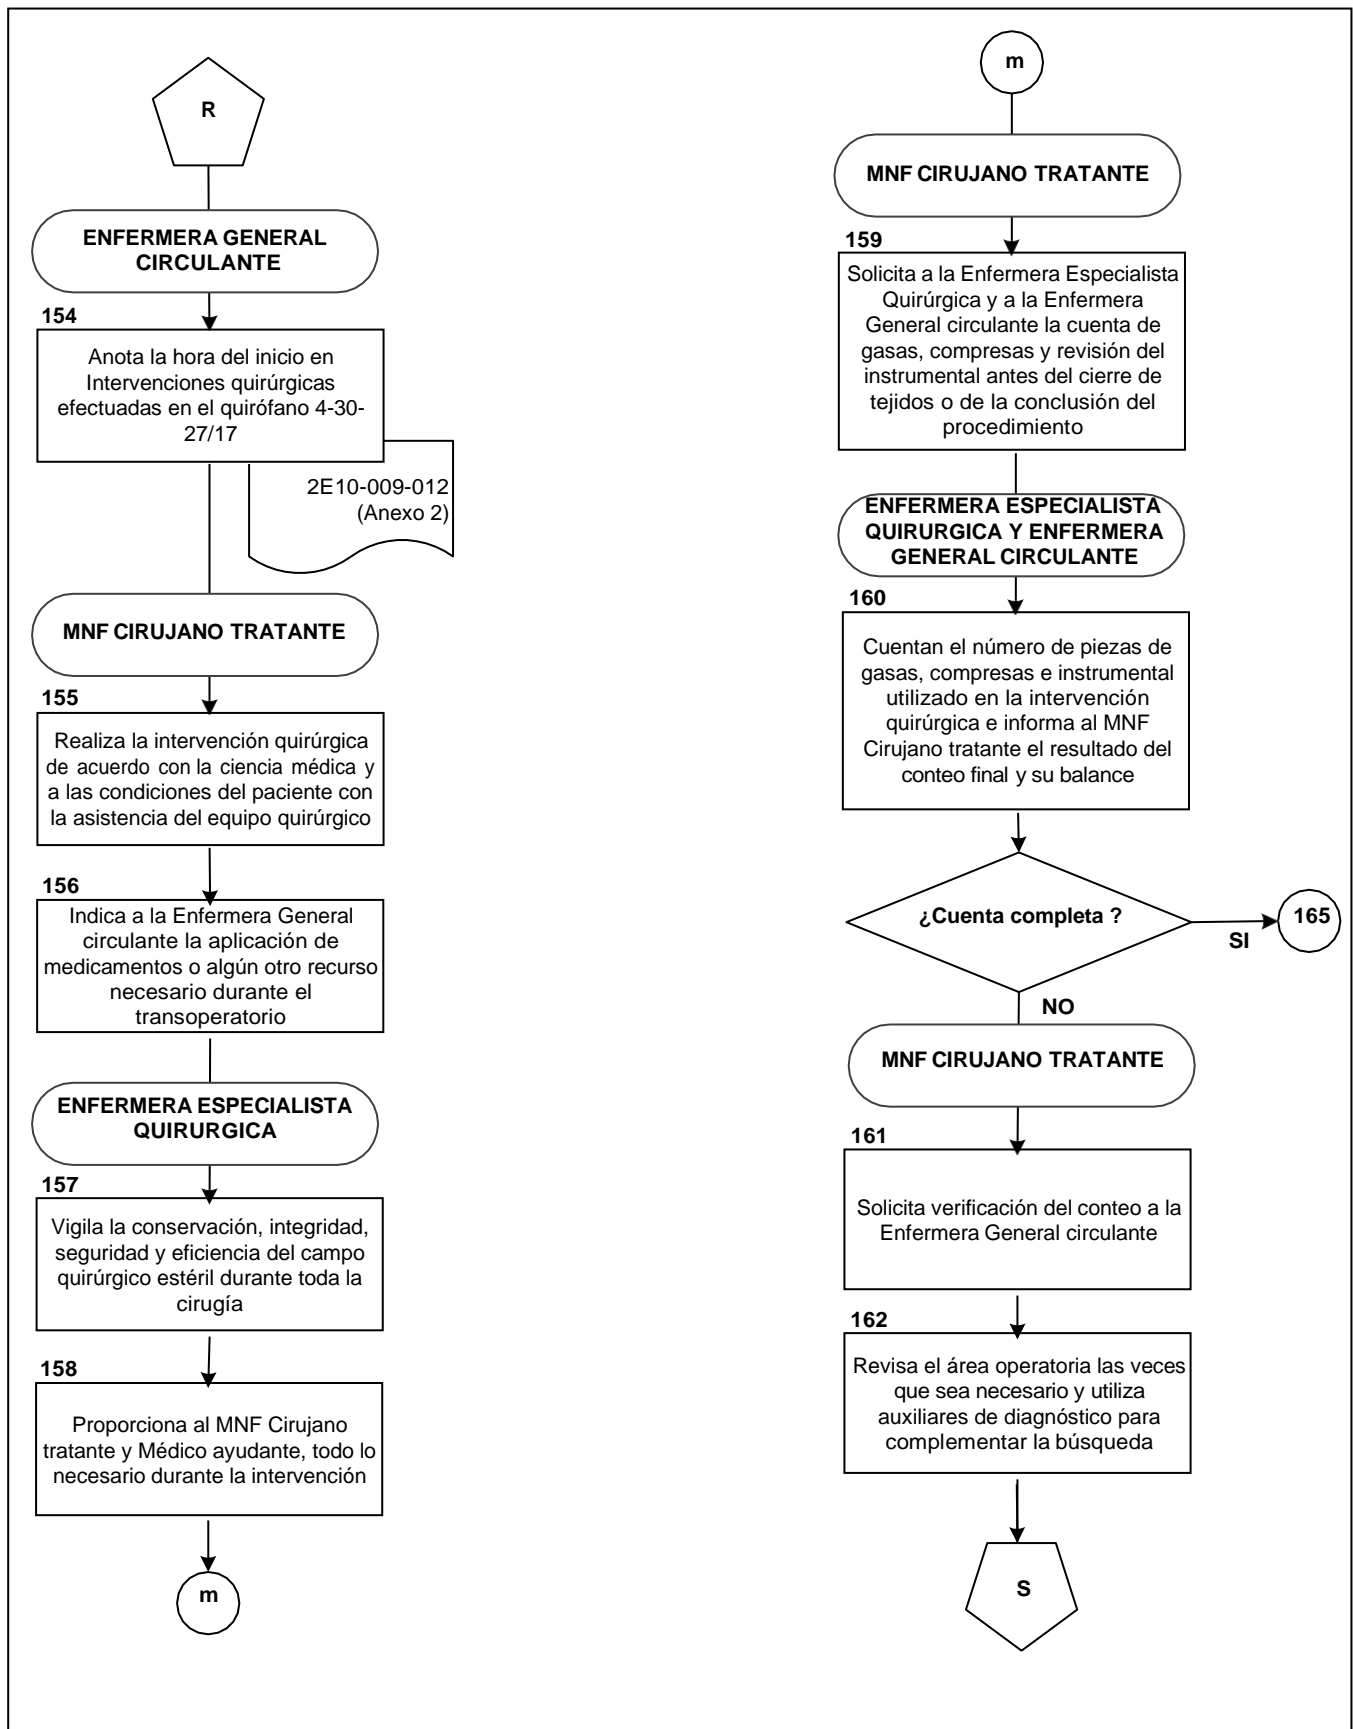 R
ENFERMERA GENERAL
CIRCULANTE
154
Anota la hora del inicio en
Intervenciones quirúrgicas
efectuadas en el quirófano 4-30-
27/17
2E10-009-012
(Anexo 2)
MNF CIRUJANO TRATANTE
155
Realiza la intervención quirúrgica
de acuerdo con la ciencia médica y
a las condiciones del paciente con
la asistencia del equipo quirúrgico
156
Indica a la Enfermera General
circulante la aplicación de
medicamentos o algún otro recurso
necesario durante el
transoperatorio
ENFERMERA ESPECIALISTA
QUIRURGICA
157
Vigila la conservación, integridad,
seguridad y eficiencia del campo
quirúrgico estéril durante toda la
cirugía
158
Proporciona al MNF Cirujano
tratante y Médico ayudante, todo lo
necesario durante la intervención
m
m
MNF CIRUJANO TRATANTE
159
Solicita a la Enfermera Especialista
Quirúrgica y a la Enfermera
General circulante la cuenta de
gasas, compresas y revisión del
instrumental antes del cierre de
tejidos o de la conclusión del
procedimiento
ENFERMERA ESPECIALISTA
QUIRURGICA Y ENFERMERA
GENERAL CIRCULANTE
160
Cuentan el número de piezas de
gasas, compresas e instrumental
utilizado en la intervención
quirúrgica e informa al MNF
Cirujano tratante el resultado del
conteo final y su balance
¿Cuenta completa ?
165
SI
NO
MNF CIRUJANO TRATANTE
161
Solicita verificación del conteo a la
Enfermera General circulante
162
Revisa el área operatoria las veces
que sea necesario y utiliza
auxiliares de diagnóstico para
complementar la búsqueda
S